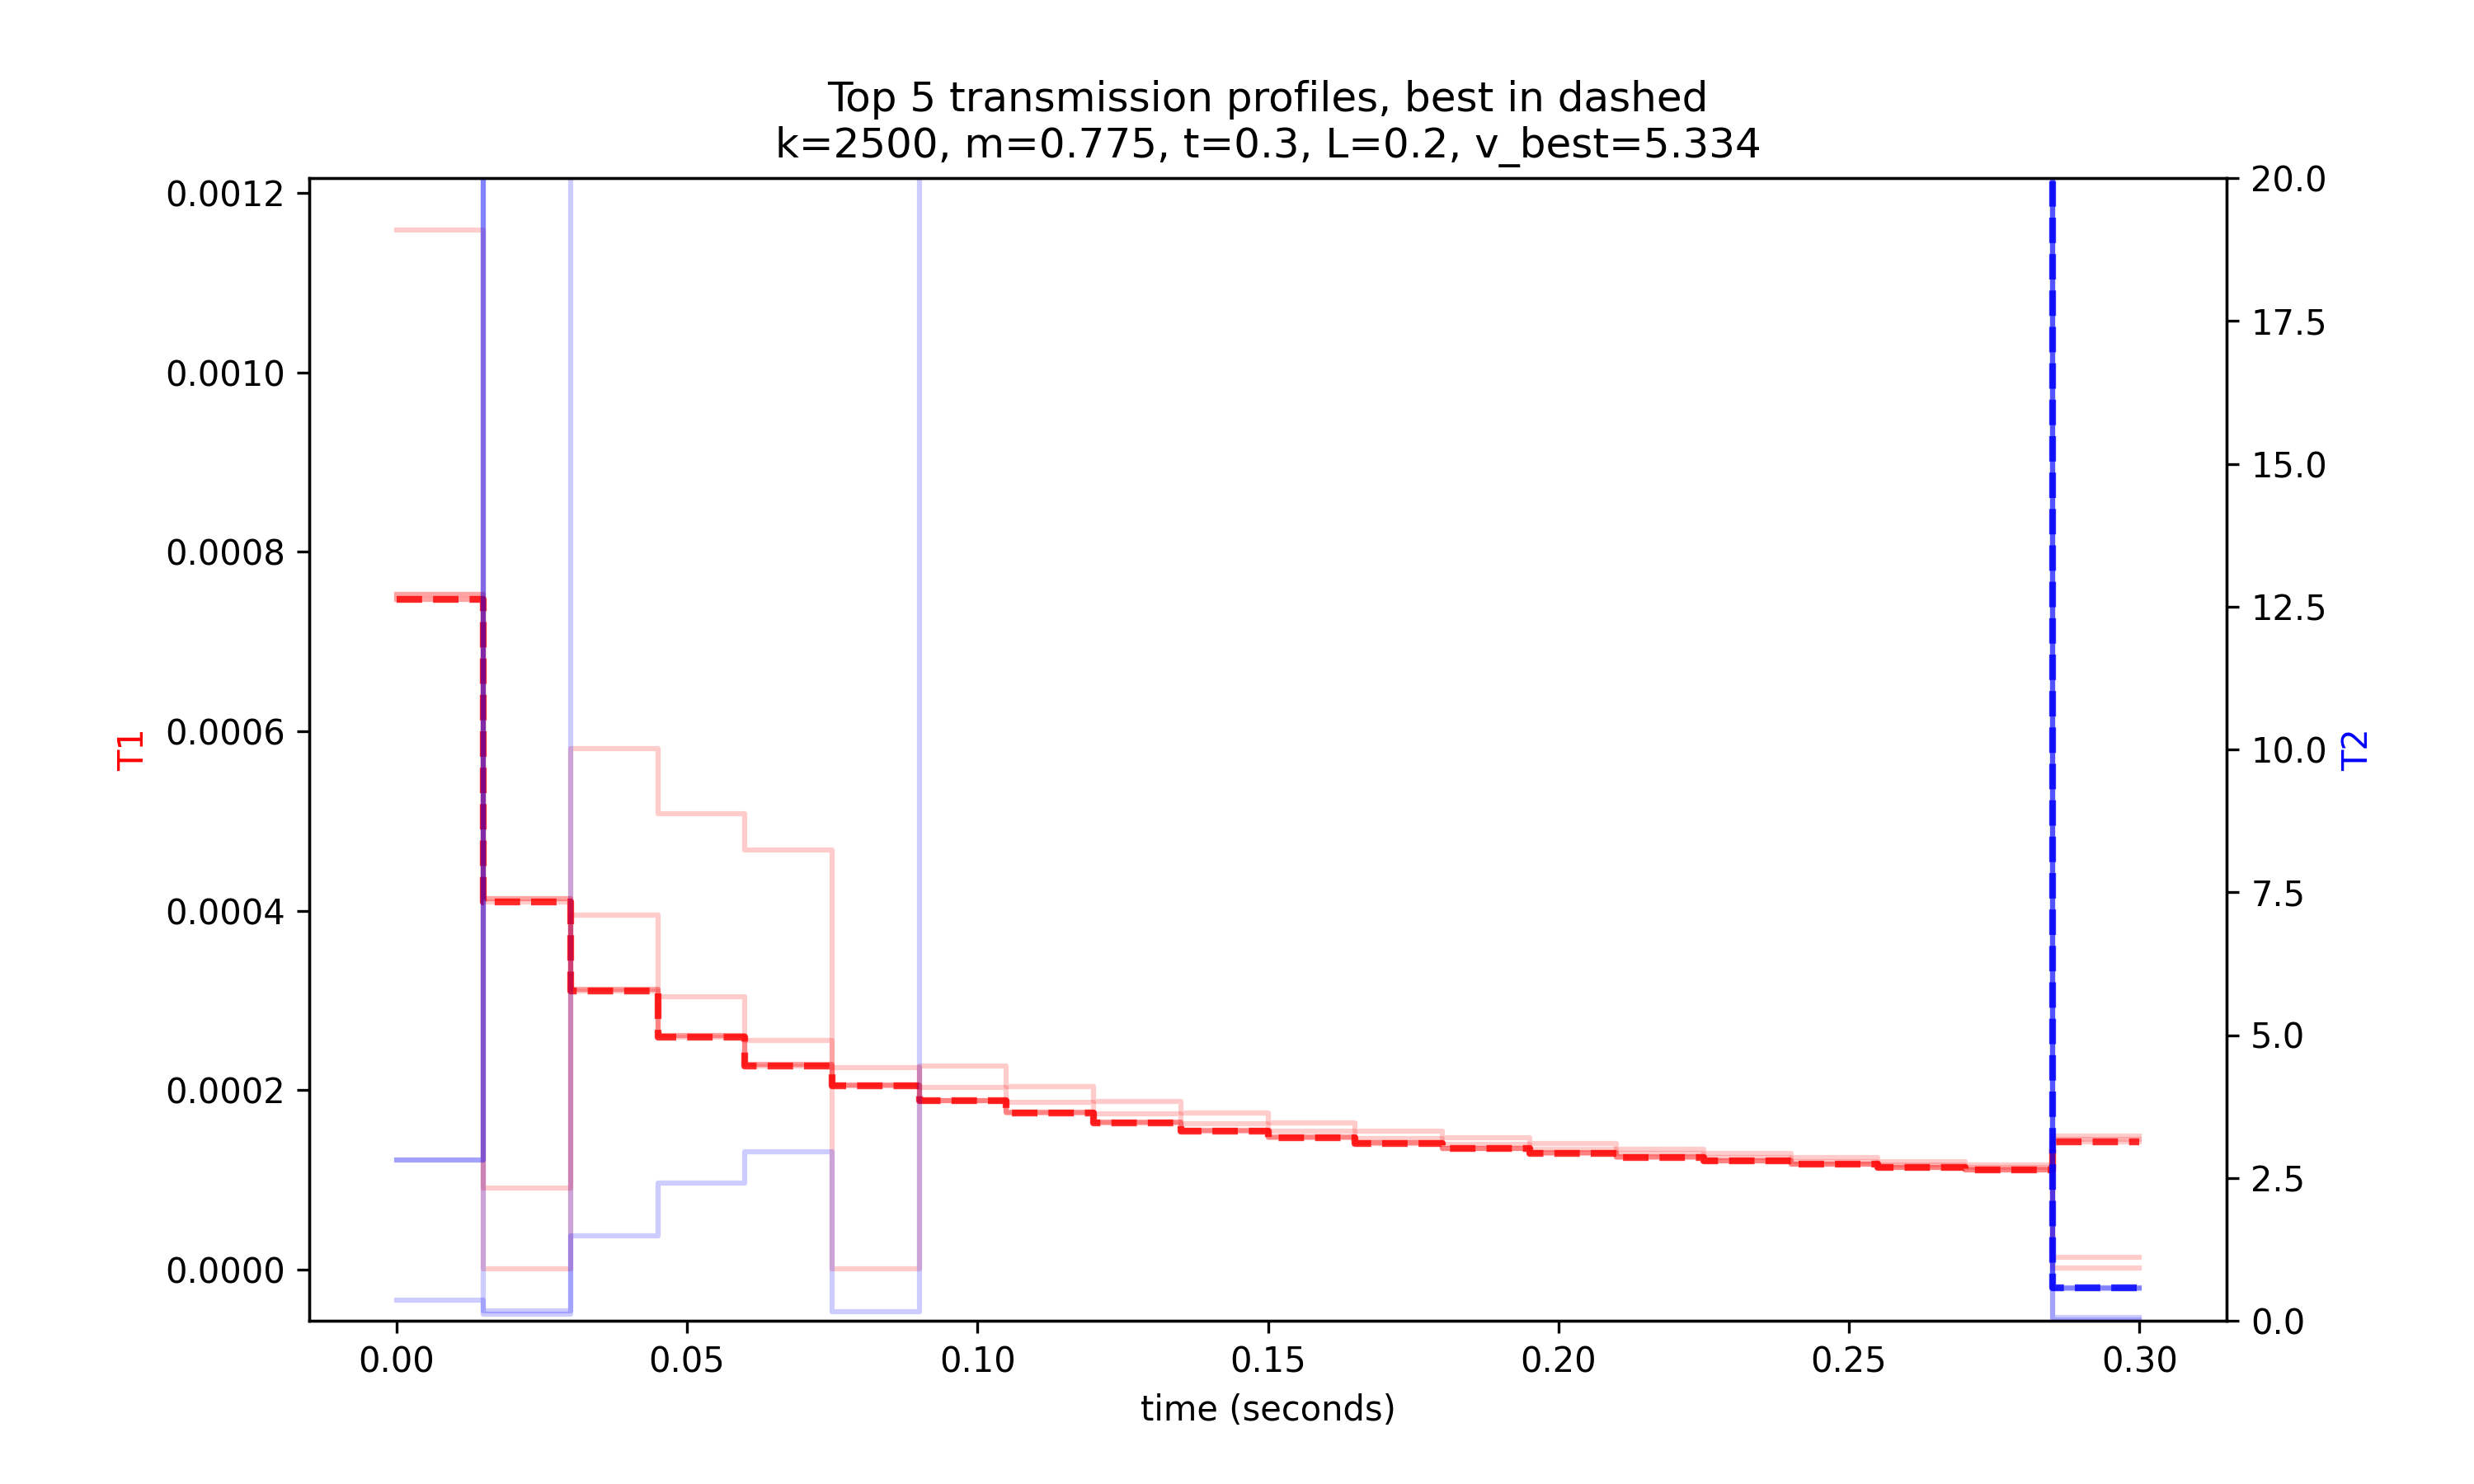 Top 5 transmission profiles, best in dashed
k=2500, m=0.775, t=0.3, L=0.2, v_best=5.334
0.0012
0.0010
0.0008
0.0006
0.0004
0.0002
0.0000
T1
20.0
17.5
15.0
12.5
10.0
7.5
5.0
2.5
0.0
T2
0.00 0.05 0.10 0.15 0.20 0.25 0.30
time (seconds)